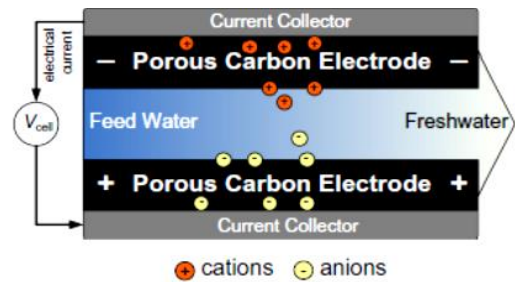 Current Collector
electrical
current
− Porous Carbon Electrode −
Vcell
Feed Water Freshwater
+ Porous Carbon Electrode +
Current Collector
+ cations - anions